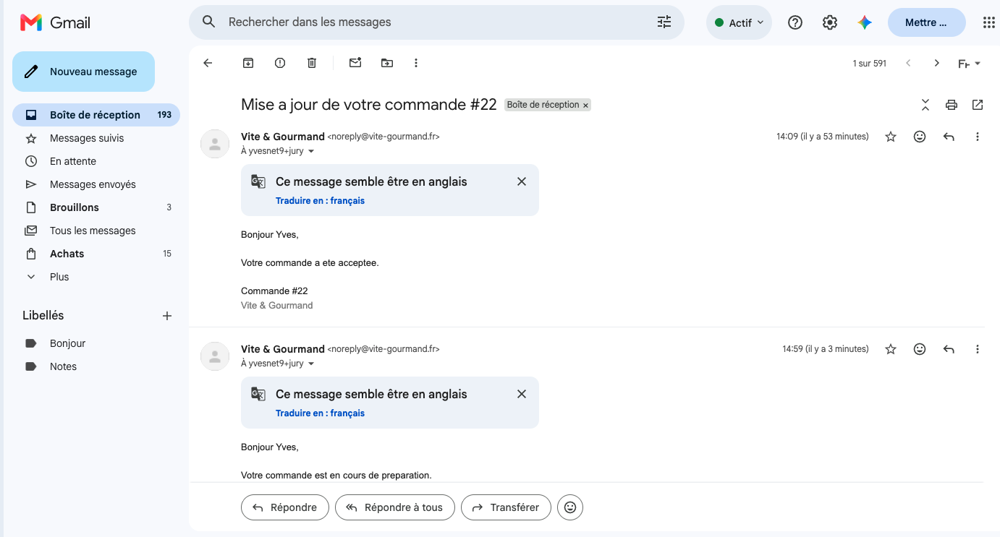 Gmail
Rechercher dans les messages
Actif
Mettre ...
Nouveau message
1 sur 591
Boîte de réception 193
Messages suivis
En attente
Messages envoyés
Brouillons 3
Tous les messages
Achats 15
Plus
Libellés
Bonjour
Notes
Mise a jour de votre commande #22 Boîte de réception ×
Vite & Gourmand <noreply@vite-gourmand.fr> 14:09 (il y a 53 minutes)
À yvesnet9+jury
Ce message semble être en anglais
Traduire en : français
Bonjour Yves,
Votre commande a ete acceptee.
Commande #22
Vite & Gourmand
Vite & Gourmand <noreply@vite-gourmand.fr> 14:59 (il y a 3 minutes)
À yvesnet9+jury
Ce message semble être en anglais
Traduire en : français
Bonjour Yves,
Votre commande est en cours de preparation.
Répondre Répondre à tous Transférer